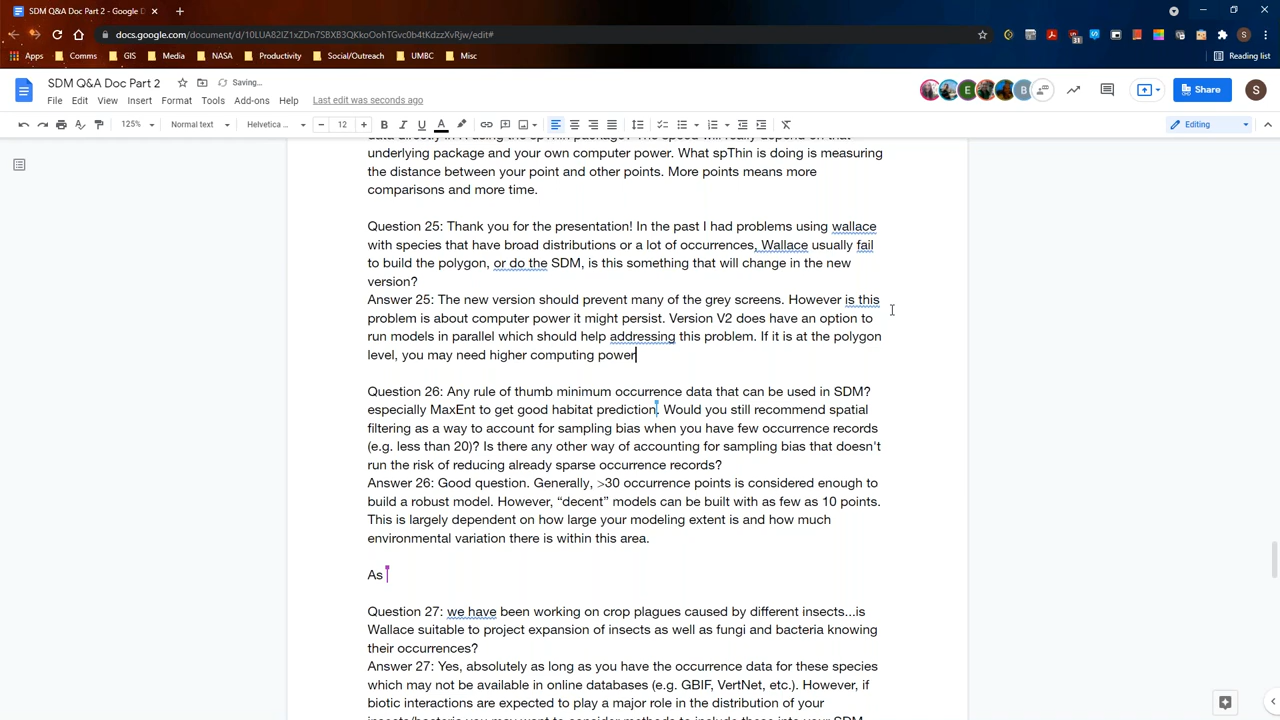 SDM Q&A Doc Part 2 - Google D
docs.google.com/document/d/10LUA82IZ1xZDn7SBXB3QKkoOohTGvc0b4tKdzzXvRjw/edit#
Apps Comms GIS Media NASA Productivity Social/Outreach UMBC Misc Reading list
SDM Q&A Doc Part 2 Saving...
File Edit View Insert Format Tools Add-ons Help Last edit was seconds ago
E B Share S
125% Normal text Helvetica ... 12 B I U A Editing
underlying package and your own computer power. What spThin is doing is measuring
the distance between your point and other points. More points means more
comparisons and more time.
Question 25: Thank you for the presentation! In the past I had problems using wallace
with species that have broad distributions or a lot of occurrences, Wallace usually fail
to build the polygon, or do the SDM, is this something that will change in the new
version?
Answer 25: The new version should prevent many of the grey screens. However is this
problem is about computer power it might persist. Version V2 does have an option to
run models in parallel which should help addressing this problem. If it is at the polygon
level, you may need higher computing power
Question 26: Any rule of thumb minimum occurrence data that can be used in SDM?
especially MaxEnt to get good habitat prediction. Would you still recommend spatial
filtering as a way to account for sampling bias when you have few occurrence records
(e.g. less than 20)? Is there any other way of accounting for sampling bias that doesn't
run the risk of reducing already sparse occurrence records?
Answer 26: Good question. Generally, >30 occurrence points is considered enough to
build a robust model. However, “decent” models can be built with as few as 10 points.
This is largely dependent on how large your modeling extent is and how much
environmental variation there is within this area.
As
Question 27: we have been working on crop plagues caused by different insects...is
Wallace suitable to project expansion of insects as well as fungi and bacteria knowing
their occurrences?
Answer 27: Yes, absolutely as long as you have the occurrence data for these species
which may not be available in online databases (e.g. GBIF, VertNet, etc.). However, if
biotic interactions are expected to play a major role in the distribution of your